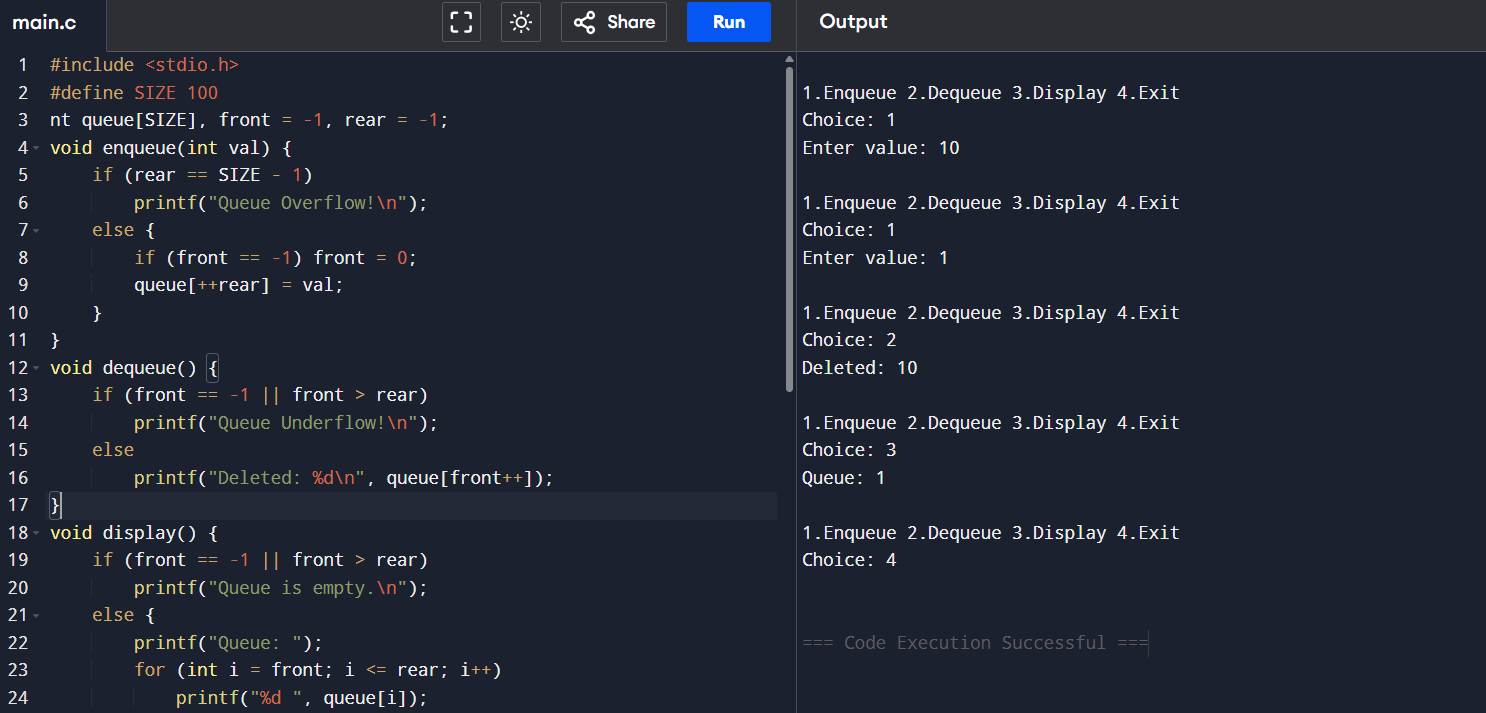 main.c
Share
Run
Output
1 #include <stdio.h>
2 #define SIZE 100
3 nt queue[SIZE], front = -1, rear = -1;
4 void enqueue(int val) {
5     if (rear == SIZE - 1)
6         printf("Queue Overflow!\n");
7     else {
8         if (front == -1) front = 0;
9         queue[++rear] = val;
10     }
11 }
12 void dequeue() {
13     if (front == -1 || front > rear)
14         printf("Queue Underflow!\n");
15     else
16         printf("Deleted: %d\n", queue[front++]);
17 }
18 void display() {
19     if (front == -1 || front > rear)
20         printf("Queue is empty.\n");
21     else {
22         printf("Queue: ");
23         for (int i = front; i <= rear; i++)
24             printf("%d ", queue[i]);
1.Enqueue 2.Dequeue 3.Display 4.Exit
Choice: 1
Enter value: 10
1.Enqueue 2.Dequeue 3.Display 4.Exit
Choice: 1
Enter value: 1
1.Enqueue 2.Dequeue 3.Display 4.Exit
Choice: 2
Deleted: 10
1.Enqueue 2.Dequeue 3.Display 4.Exit
Choice: 3
Queue: 1
1.Enqueue 2.Dequeue 3.Display 4.Exit
Choice: 4
=== Code Execution Successful ===